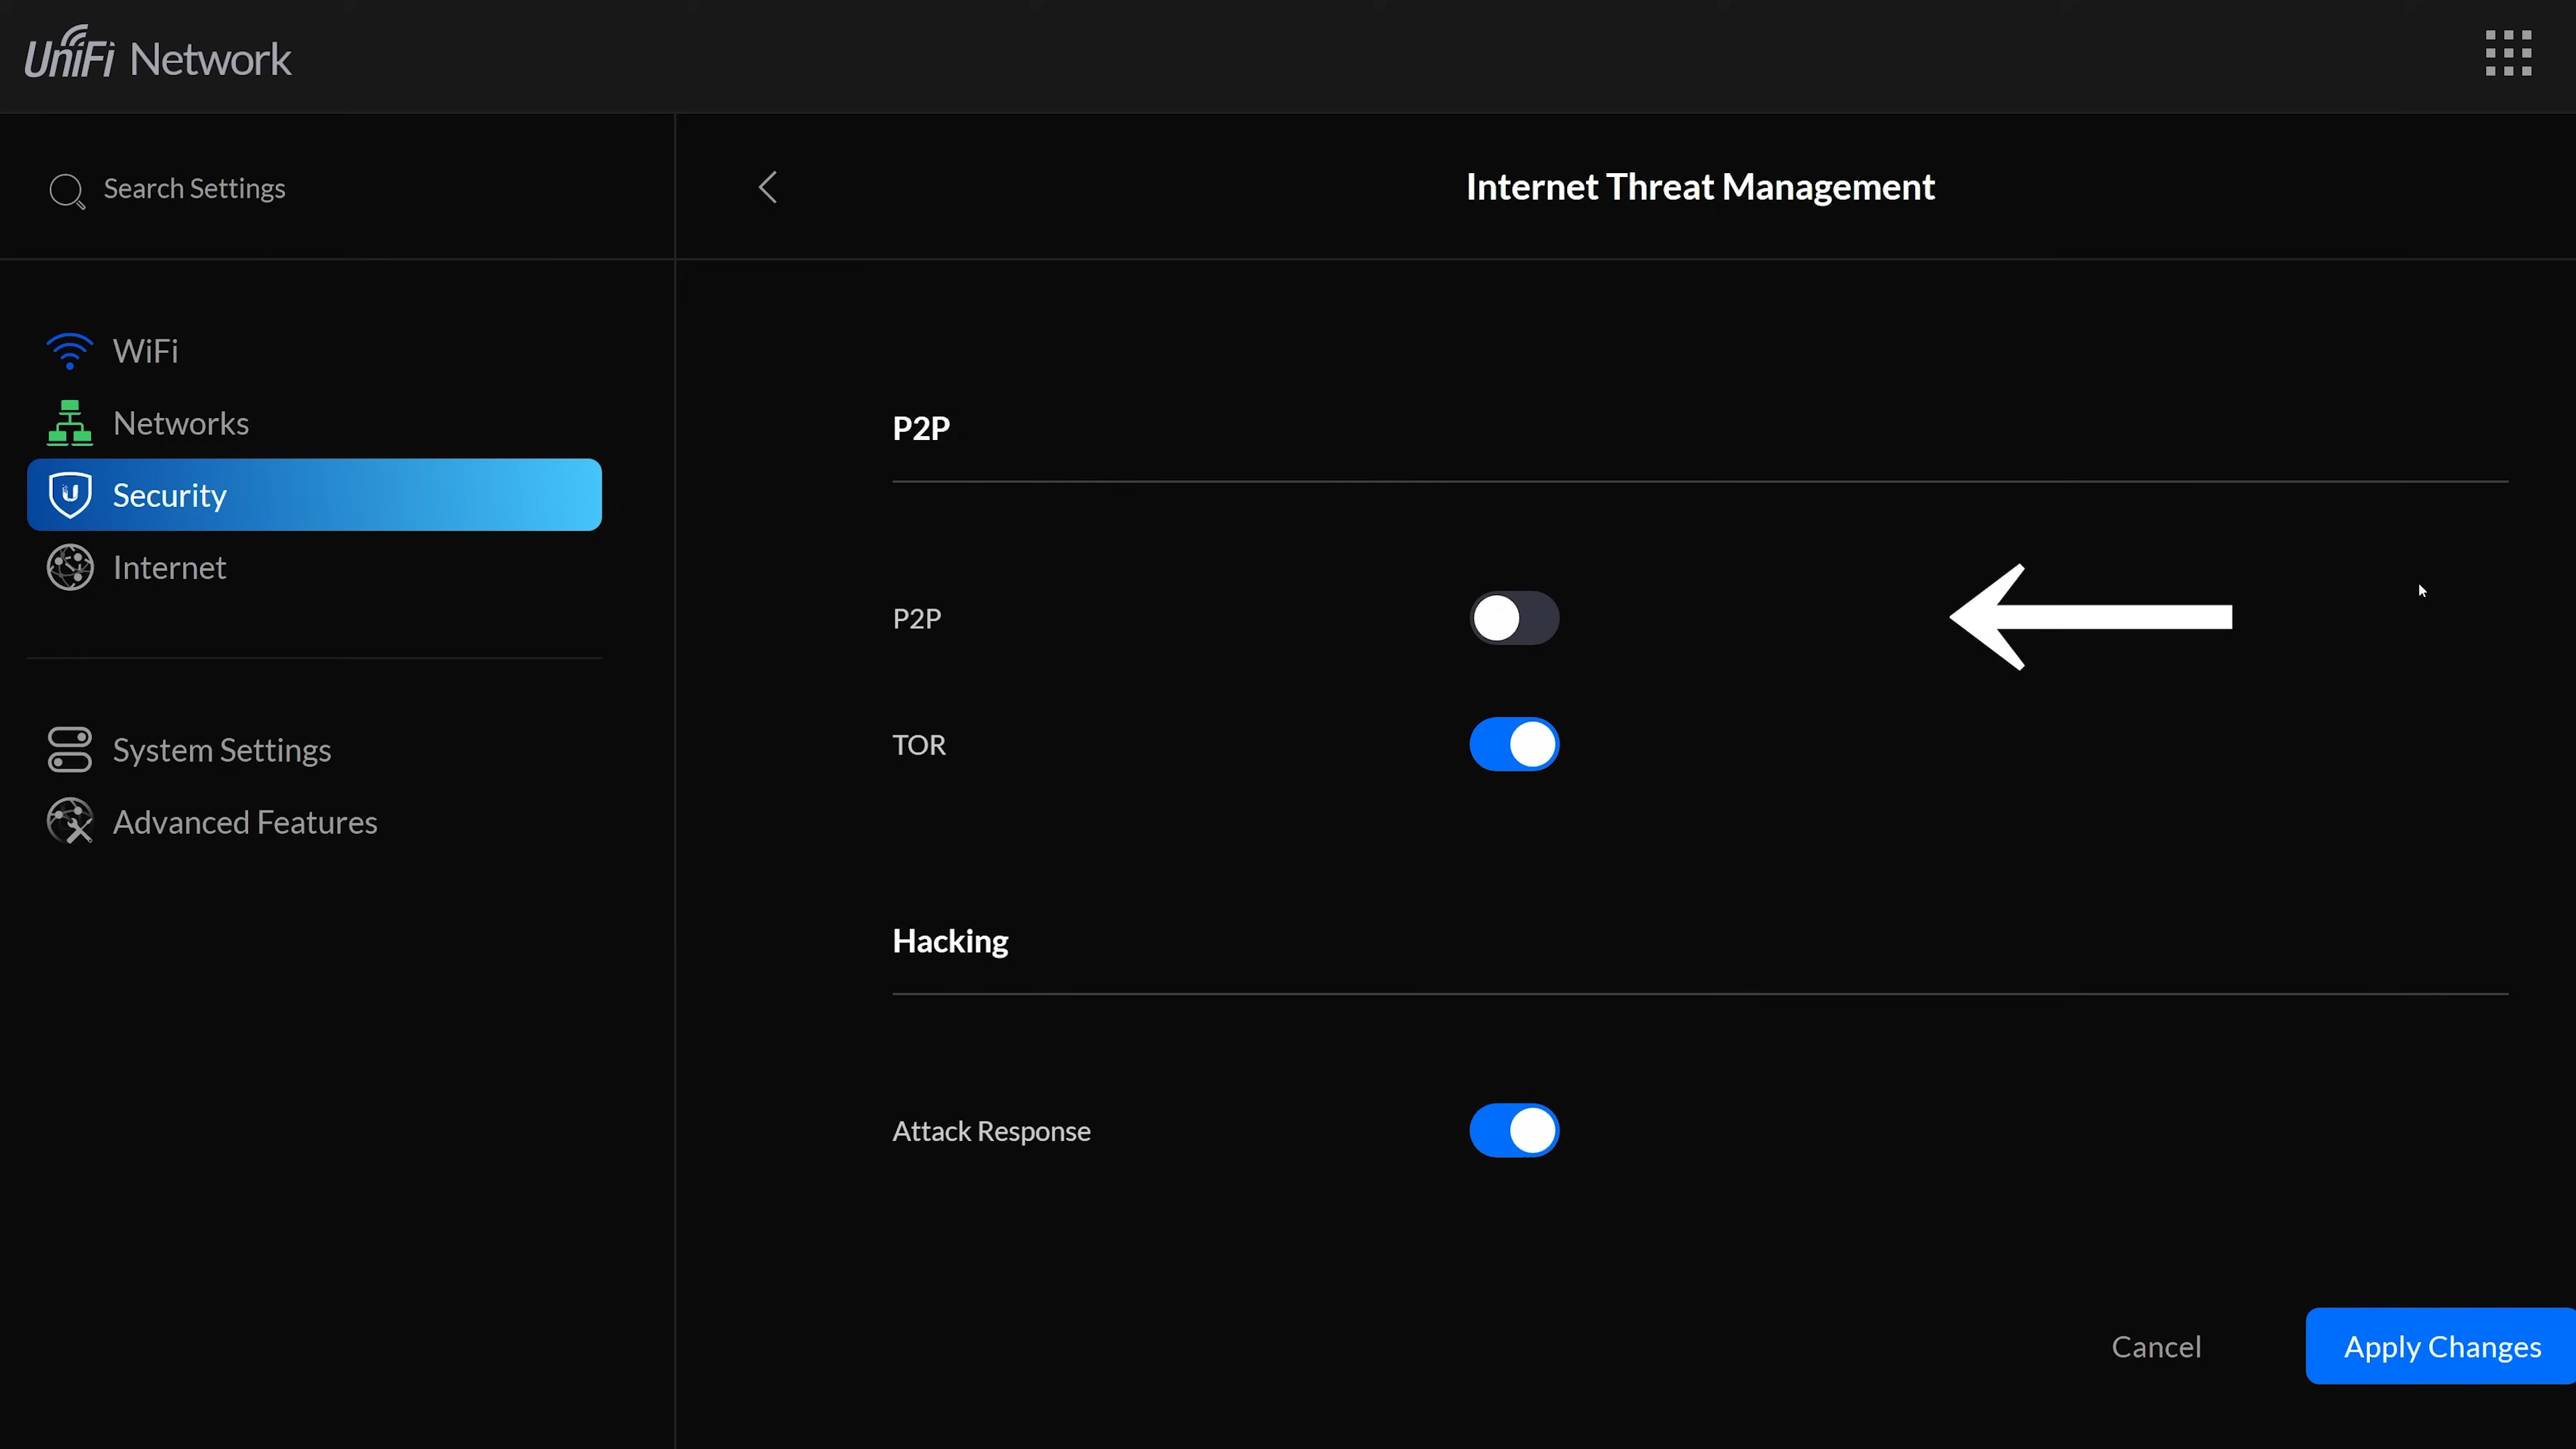 UniFi Network
Search Settings
Internet Threat Management
WiFi
Networks
Security
Internet
System Settings
Advanced Features
P2P
P2P
TOR
Hacking
Attack Response
Cancel
Apply Changes